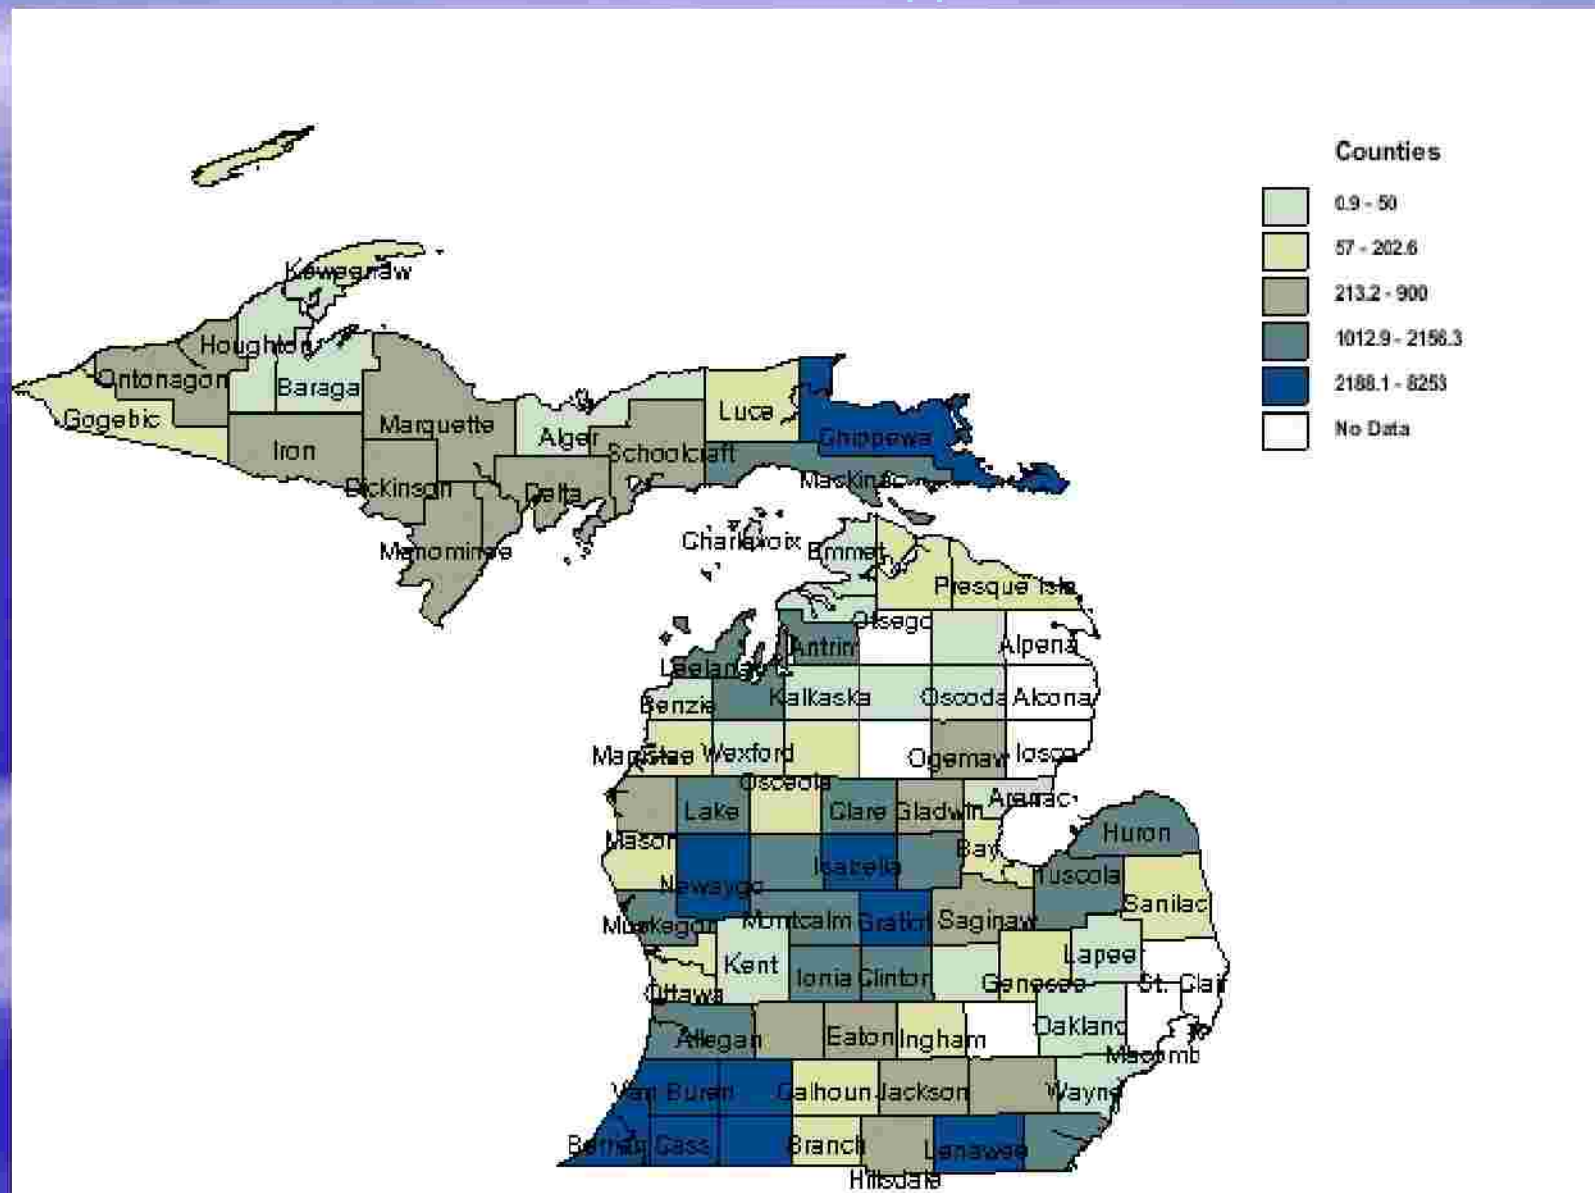 Counties
0.9 - 50
57 - 202.6
213.2 - 900
1012.9 - 2156.3
2188.1 - 8253
No Data
Keweenaw
Houghton
Ontonagon
Baraga
Gogebic
Iron
Marquette
Alger
Luce
Chippewa
Schoolcraft
Dickinson
Delta
Mackinac
Menominee
Charlevoix
Emmet
Presque Isle
Otsego
Antrim
Alpena
Leelanau
Benzie
Kalkaska
Oscoda
Alcona
Manistee
Wexford
Ogemaw
Iosco
Osceola
Lake
Clare
Gladwin
Arenac
Huron
Mason
Bay
Isabella
Newaygo
Tuscola
Sanilac
Muskegon
Montcalm
Gratiot
Saginaw
Kent
Lapeer
Ionia
Clinton
Genesee
St. Clair
Ottawa
Oakland
Allegan
Eaton
Ingham
Macomb
Van Buren
Calhoun
Jackson
Wayne
Berrien
Cass
Branch
Lenawee
Hillsdale